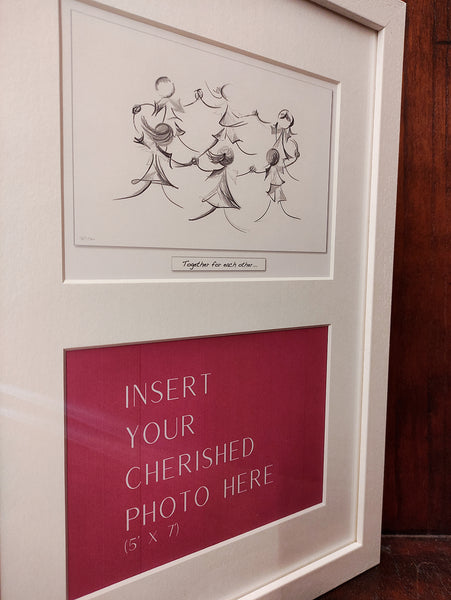 Together for each other...
INSERT
YOUR
CHERISHED
PHOTO HERE
(5' X 7')